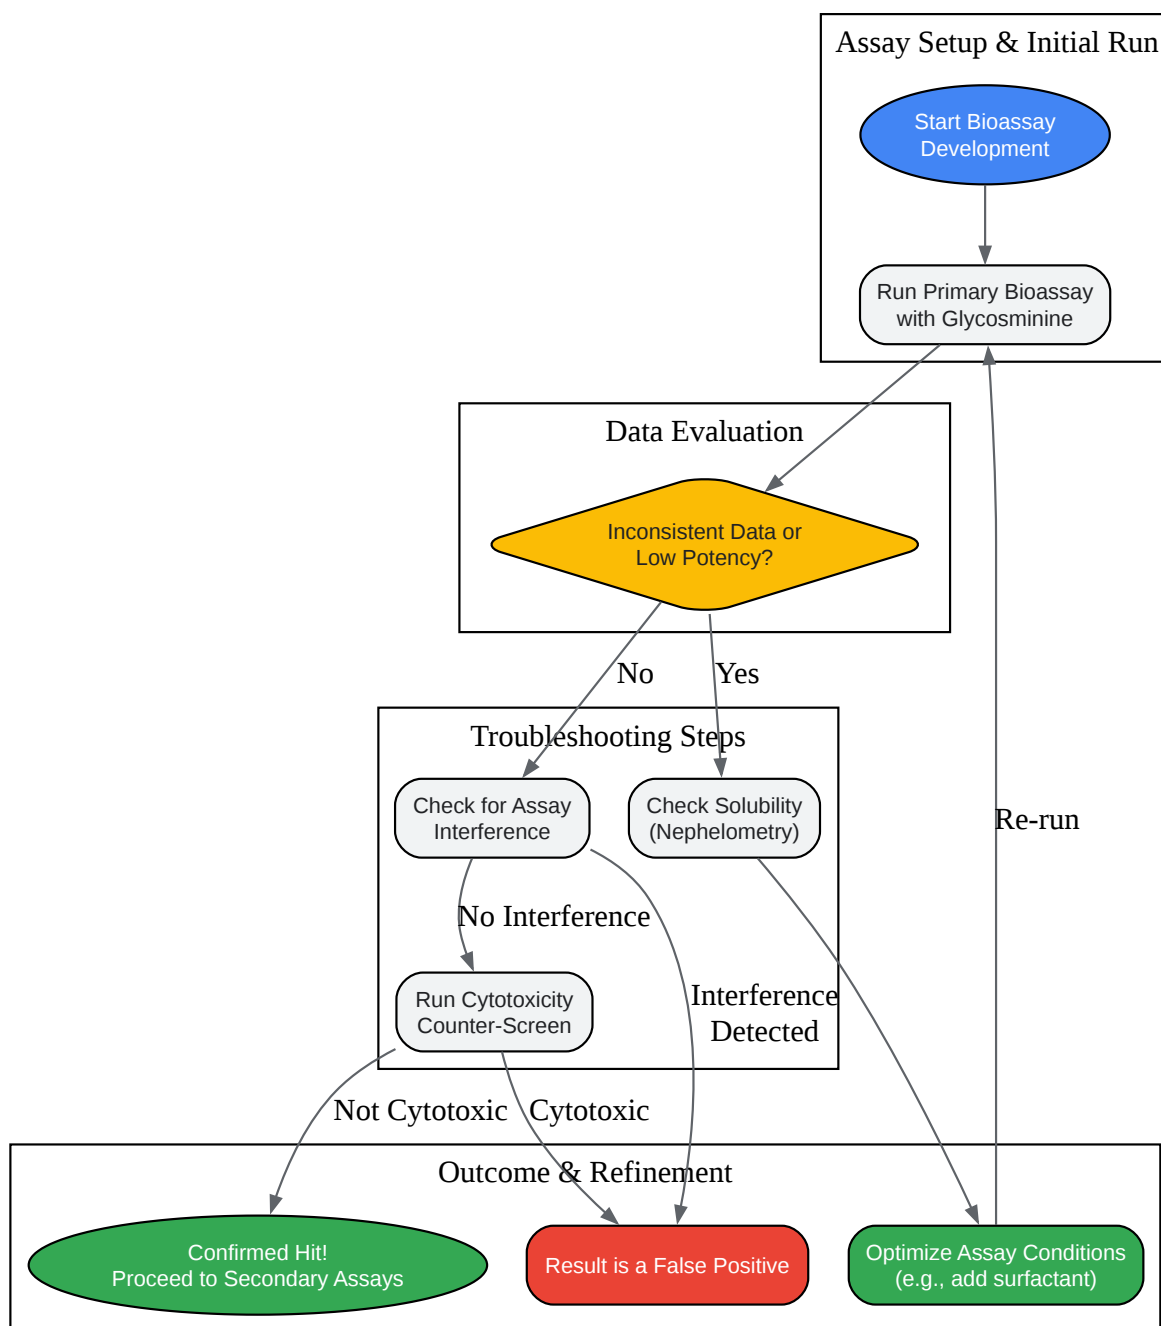 Assay Setup & Initial Run
Start Bioassay
Development
Run Primary Bioassay
with Glycosminine
Data Evaluation
Inconsistent Data or
Low Potency?
No
Yes
Troubleshooting Steps
Check for Assay
Interference
Check Solubility
(Nephelometry)
Re-run
No Interference
Run Cytotoxicity
Counter-Screen
Interference
Detected
Not Cytotoxic
Cytotoxic
Outcome & Refinement
Confirmed Hit!
Proceed to Secondary Assays
Result is a False Positive
Optimize Assay Conditions
(e.g., add surfactant)